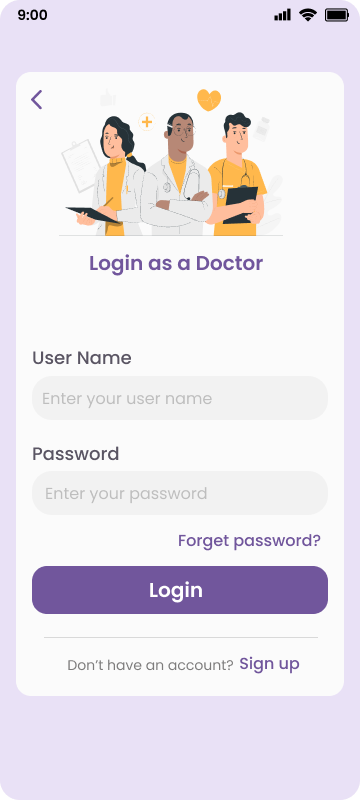 9:00
Login as a Doctor
User Name
Enter your user name
Password
Enter your password
Forget password?
Login
Don’t have an account? Sign up